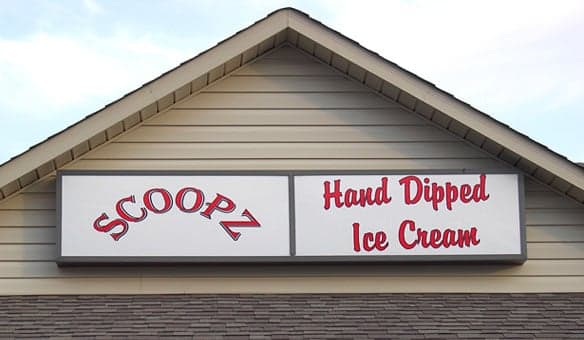 SCOOPZ
Hand Dipped
Ice Cream